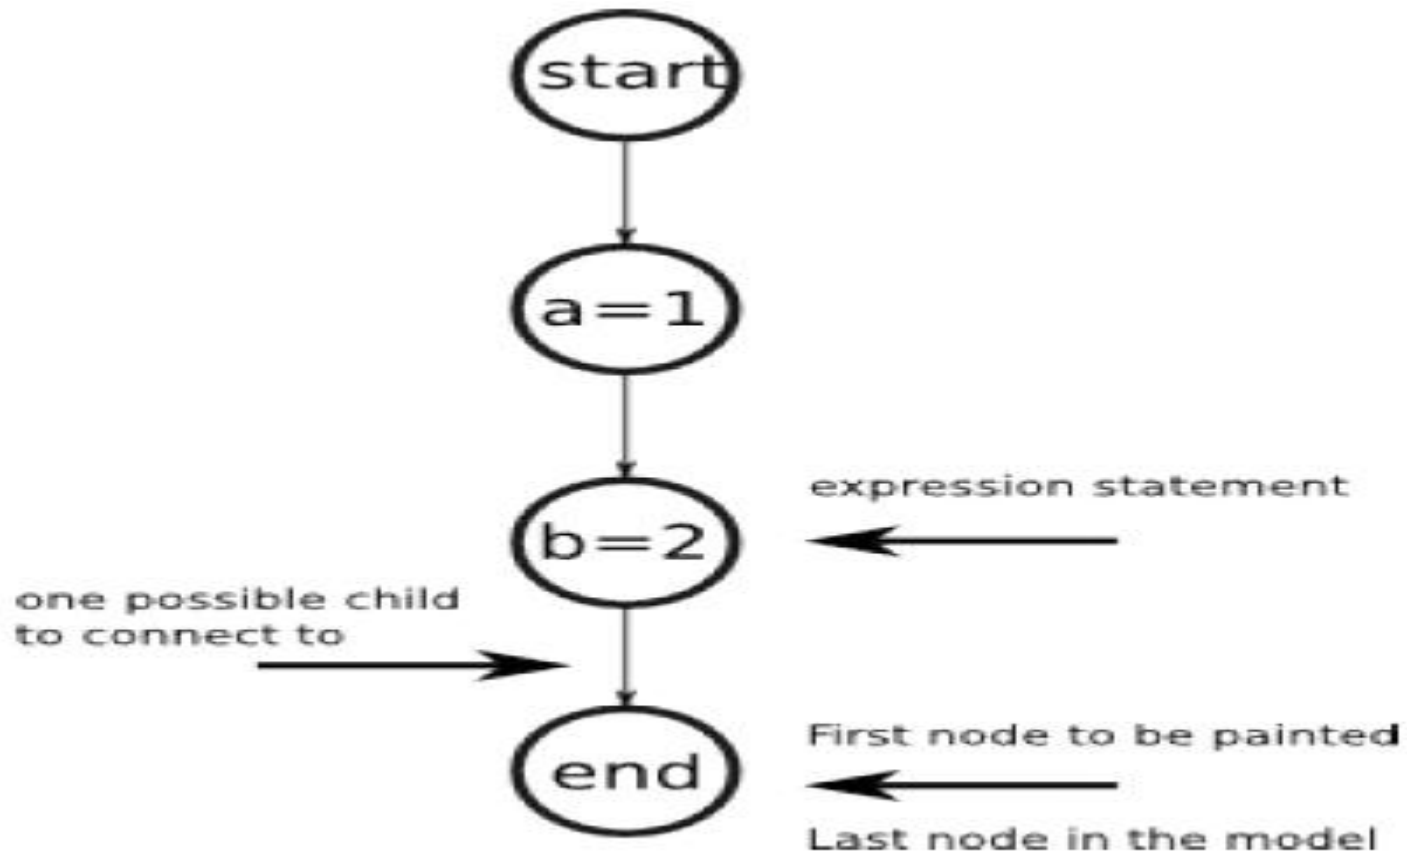 start
a=1
b=2
expression statement
one possible child
to connect to
end
First node to be painted
Last node in the model